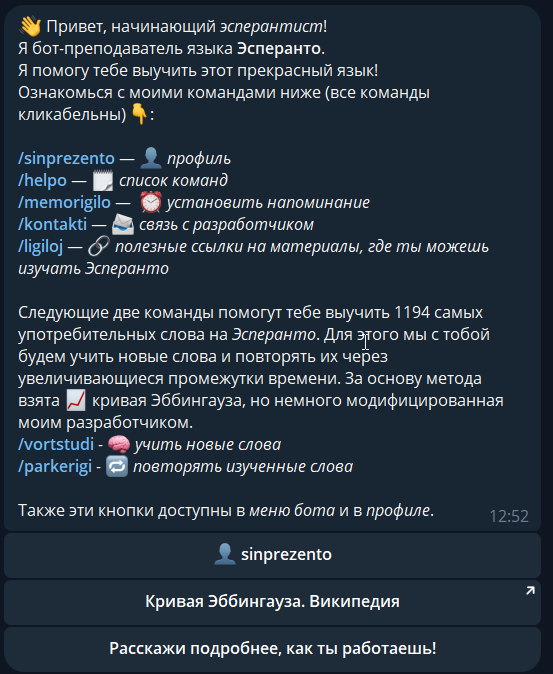 👋 Привет, начинающий эсперантист!
Я бот-преподаватель языка Эсперанто.
Я помогу тебе выучить этот прекрасный язык!
Ознакомься с моими командами ниже (все команды
кликабельны) 👇:
/sinprezento — 👤 профиль
/helpo — 🗒 список команд
/memorigilo — ⏰ установить напоминание
/kontakti — 📨 связь с разработчиком
/ligiloj — 🔗 полезные ссылки на материалы, где ты можешь
изучать Эсперанто
Следующие две команды помогут тебе выучить 1194 самых
употребительных слова на Эсперанто. Для этого мы с тобой
будем учить новые слова и повторять их через
увеличивающиеся промежутки времени. За основу метода
взята 📈 кривая Эббингауза, но немного модифицированная
моим разработчиком.
/vortstudi - 🧠 учить новые слова
/parkerigi - 🔁 повторять изученные слова
Также эти кнопки доступны в меню бота и в профиле.
12:52
👤 sinprezento
Кривая Эббингауза. Википедия
Расскажи подробнее, как ты работаешь!